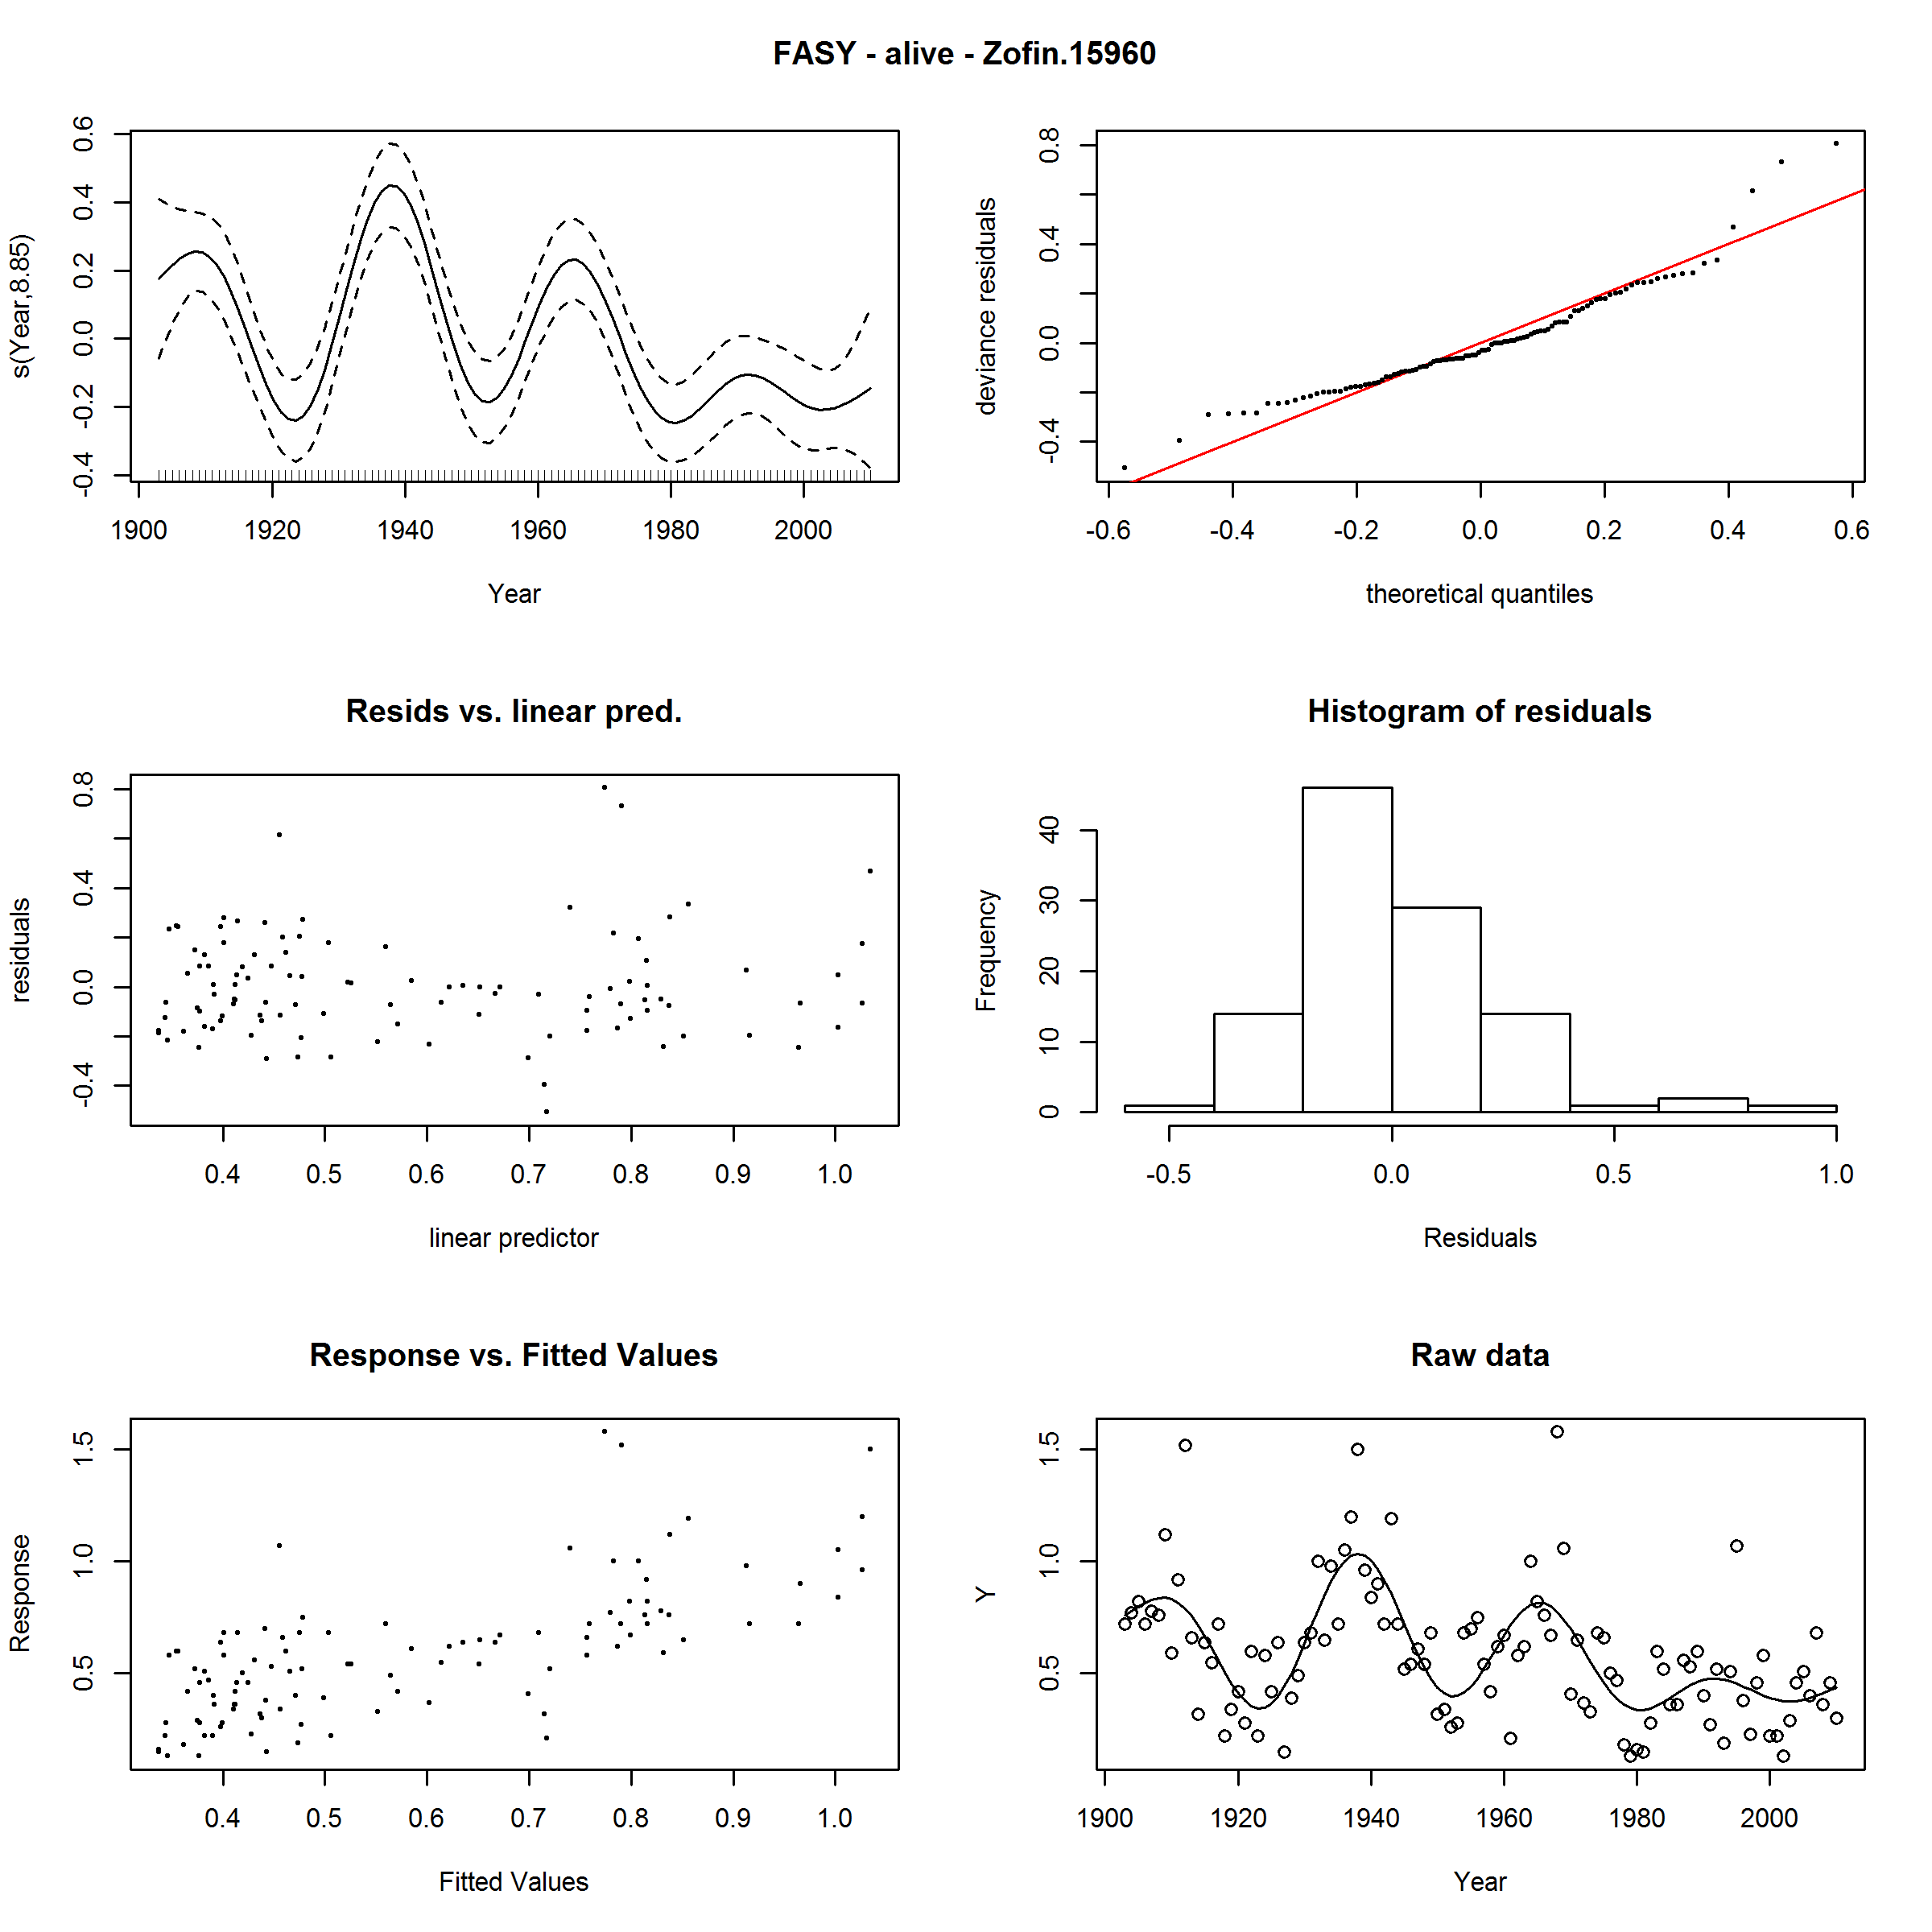 FASY - alive - Zofin.15960
s(Year,8.85)
-0.4 -0.2 0.0 0.2 0.4 0.6
1900 1920 1940 1960 1980 2000
Year
deviance residuals
-0.4 0.0 0.4 0.8
-0.6 -0.4 -0.2 0.0 0.2 0.4 0.6
theoretical quantiles
Resids vs. linear pred.
residuals
-0.4 0.0 0.4 0.8
0.4 0.5 0.6 0.7 0.8 0.9 1.0
linear predictor
Histogram of residuals
Frequency
0 10 20 30 40
-0.5 0.0 0.5 1.0
Residuals
Response vs. Fitted Values
Response
0.5 1.0 1.5
0.4 0.5 0.6 0.7 0.8 0.9 1.0
Fitted Values
Raw data
Y
0.5 1.0 1.5
1900 1920 1940 1960 1980 2000
Year